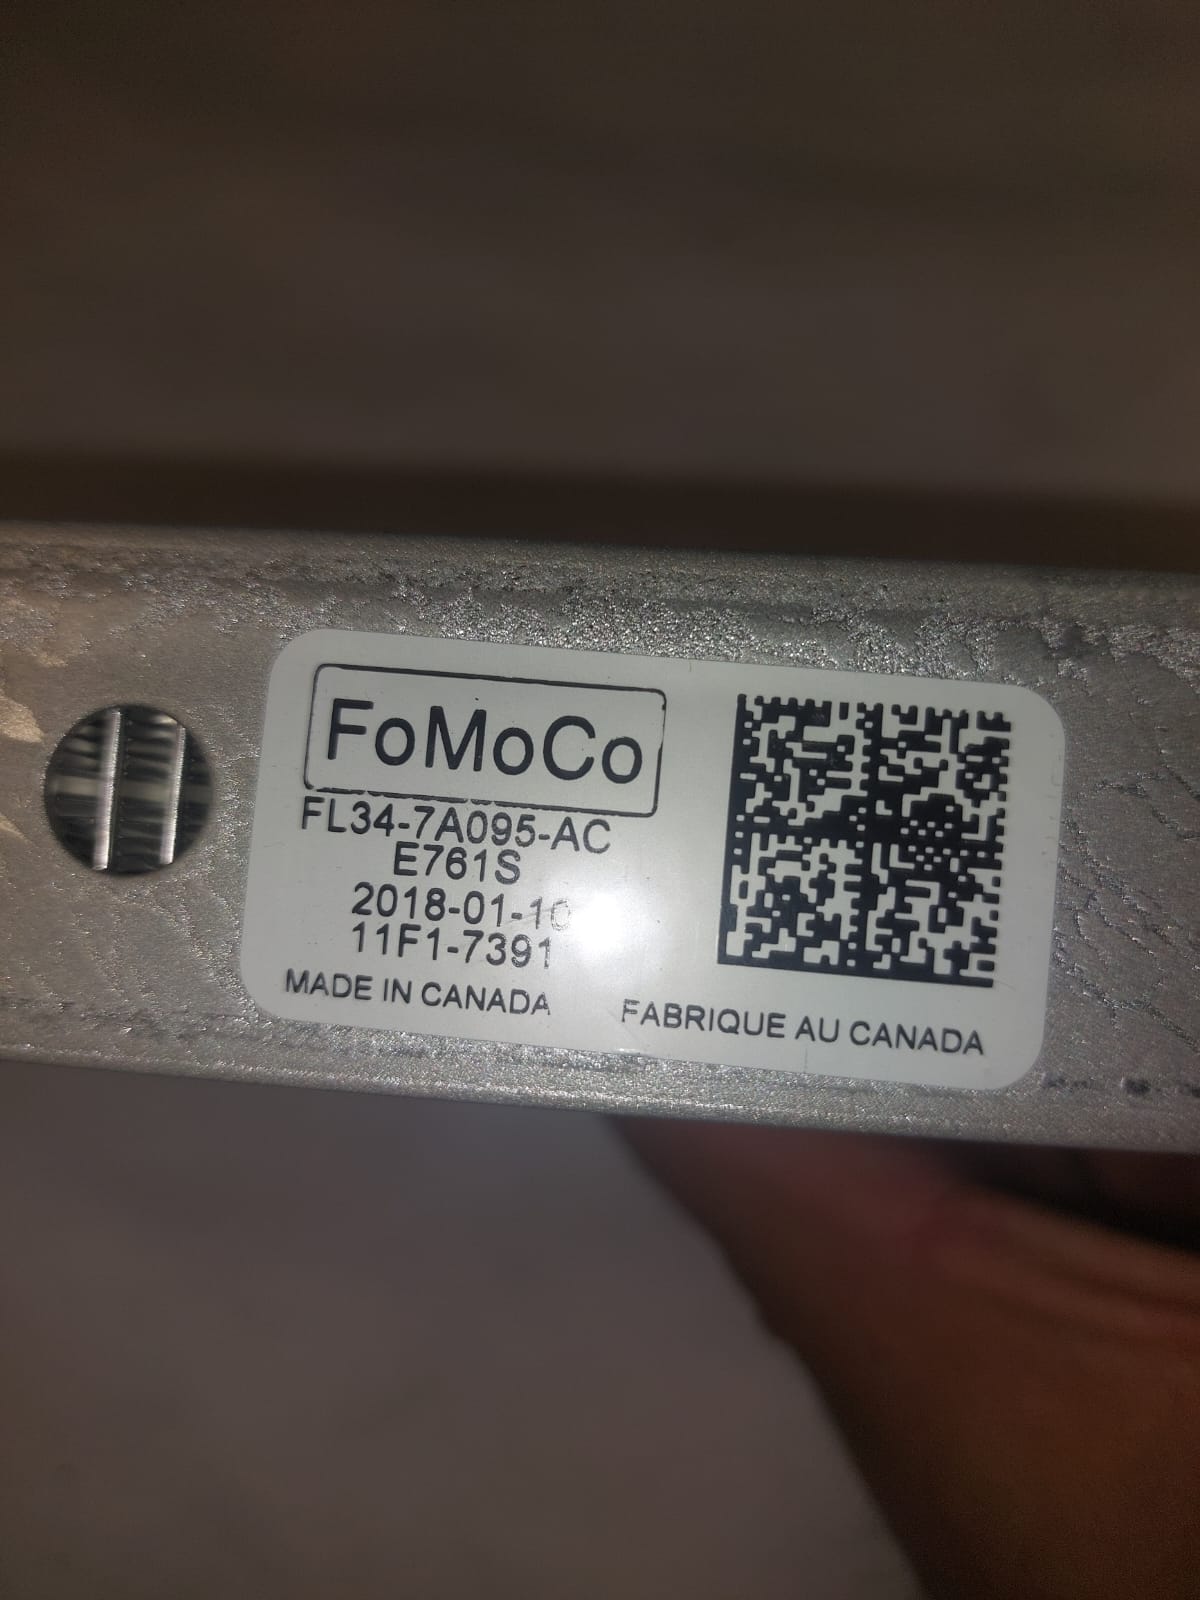 FoMoCo
FL34-7A095-AC
E761S
2018-01-10
11F1-7391
MADE IN CANADA
FABRIQUE AU CANADA